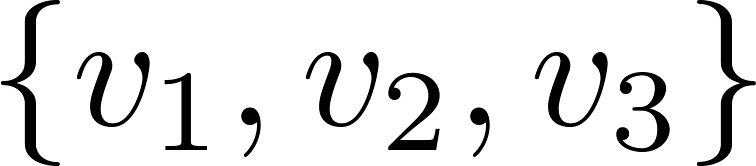 {v₁, v₂, v₃}